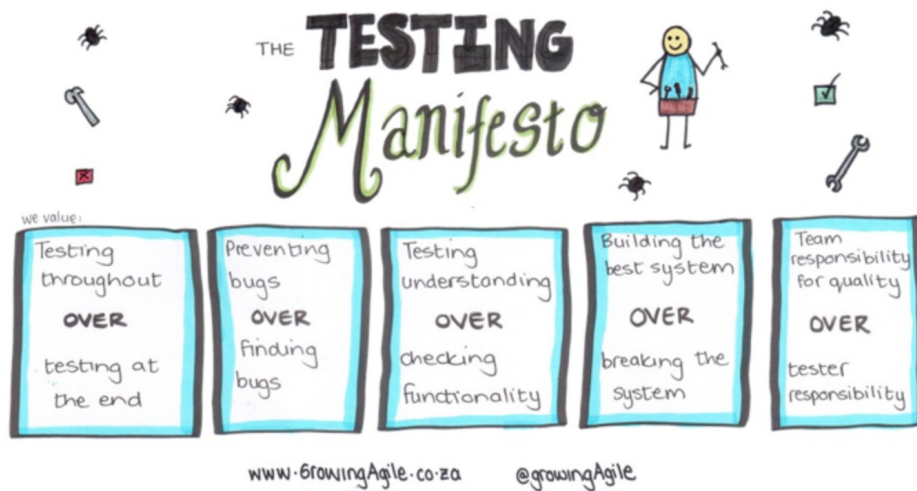 THE TESTING
Manifesto
we value:
Testing
throughout
OVER
testing at
the end
Preventing
bugs
OVER
finding
bugs
Testing
understanding
OVER
checking
functionality
Building the
best system
OVER
breaking the
system
Team
responsibility
for quality
OVER
tester
responsibility
www.GrowingAgile.co.za @growingAgile